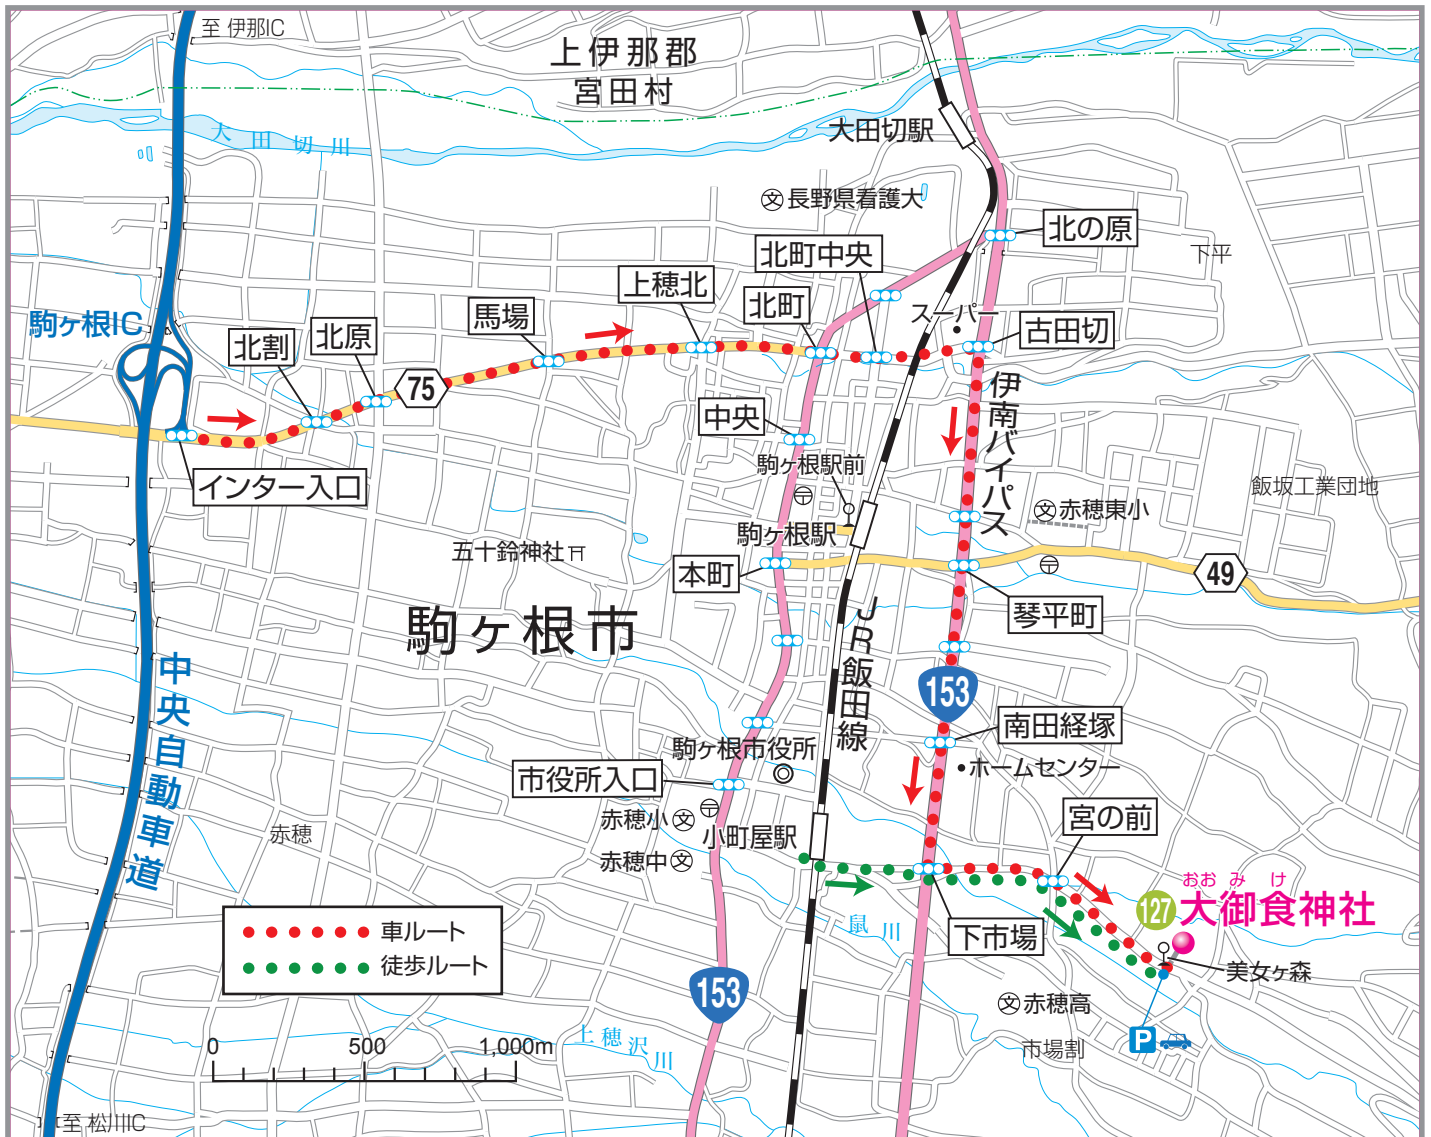 至 伊那IC
上伊那郡
宮田村
大田切川
大田切駅
文 長野県看護大
北の原
下平
北町中央
上穂北
北町
馬場
スーパー
古田切
駒ヶ根IC
北割
北原
75
伊南バイパス
中央
駒ヶ根駅前
インター入口
飯坂工業団地
文 赤穂東小
駒ヶ根駅
五十鈴神社
本町
49
琴平町
駒ヶ根市
JR飯田線
中央自動車道
153
南田経塚
駒ヶ根市役所
ホームセンター
市役所入口
宮の前
赤穂小 文
小町屋駅
赤穂
赤穂中 文
おおみけ
127 大御食神社
鼠川
下市場
車ルート
徒歩ルート
美女ヶ森
153
文 赤穂高
P
市場割
上穂沢川
0 500 1,000m
至 松川IC